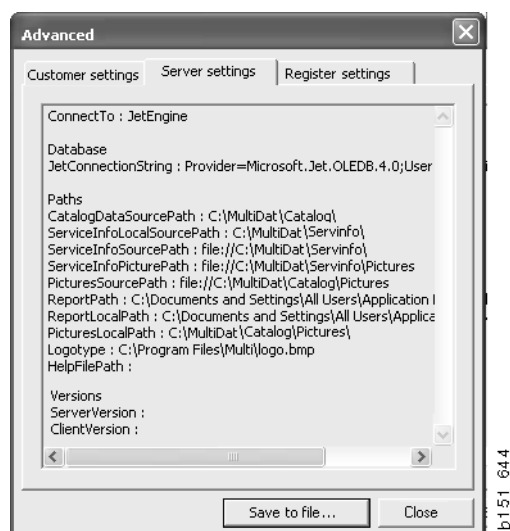 Advanced
Customer settings
Server settings
Register settings
ConnectTo : JetEngine
Database
JetConnectionString : Provider=Microsoft.Jet.OLEDB.4.0;User
Paths
CatalogDataSourcePath : C:\MultiDat\Catalog\
ServiceInfoLocalSourcePath : C:\MultiDat\Servinfo\
ServiceInfoSourcePath : file://C:\MultiDat\Servinfo\
ServiceInfoPicturePath : file://C:\MultiDat\Servinfo\Pictures
PicturesSourcePath : file://C:\MultiDat\Catalog\Pictures
ReportPath : C:\Documents and Settings\All Users\Application
ReportLocalPath : C:\Documents and Settings\All Users\Applica
PicturesLocalPath : C:\MultiDat\Catalog\Pictures\
Logotype : C:\Program Files\Multi\logo.bmp
HelpFilePath :
Versions
ServerVersion :
ClientVersion :
Save to file...
Close
b151 644